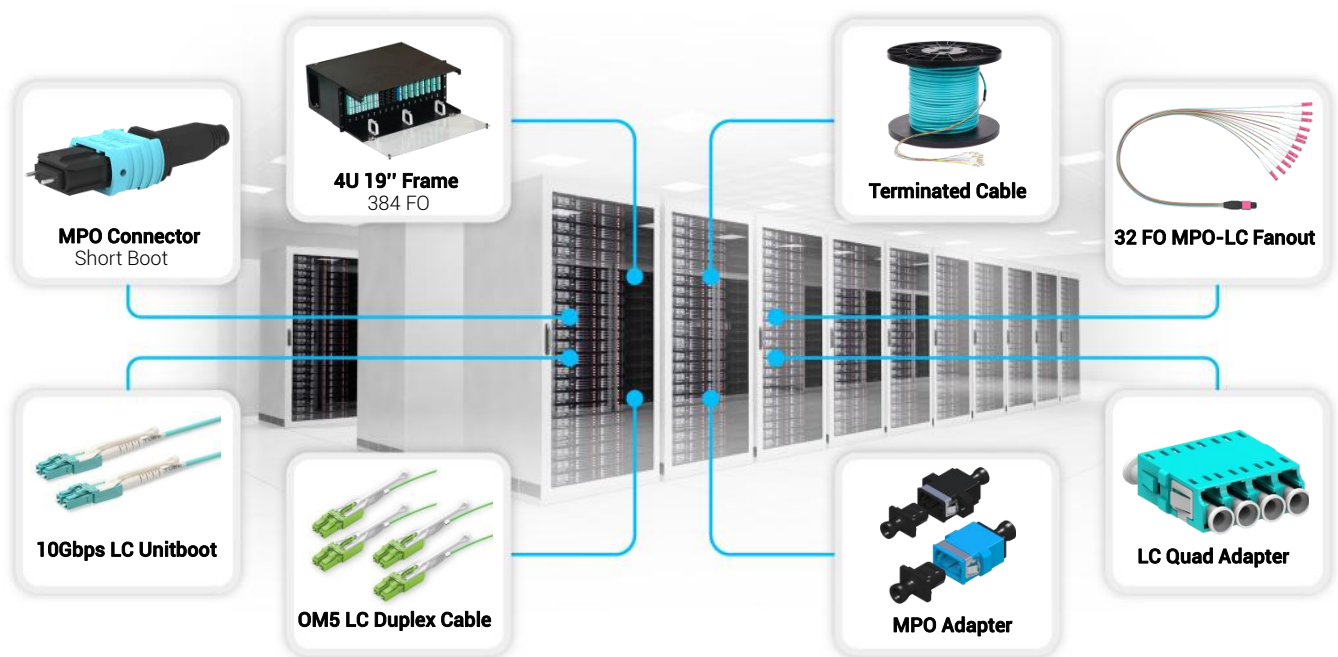 4U 19" Frame
384 FO
Terminated Cable
MPO Connector
Short Boot
32 FO MPO-LC Fanout
10Gbps LC Unitboot
LC Quad Adapter
OM5 LC Duplex Cable
MPO Adapter